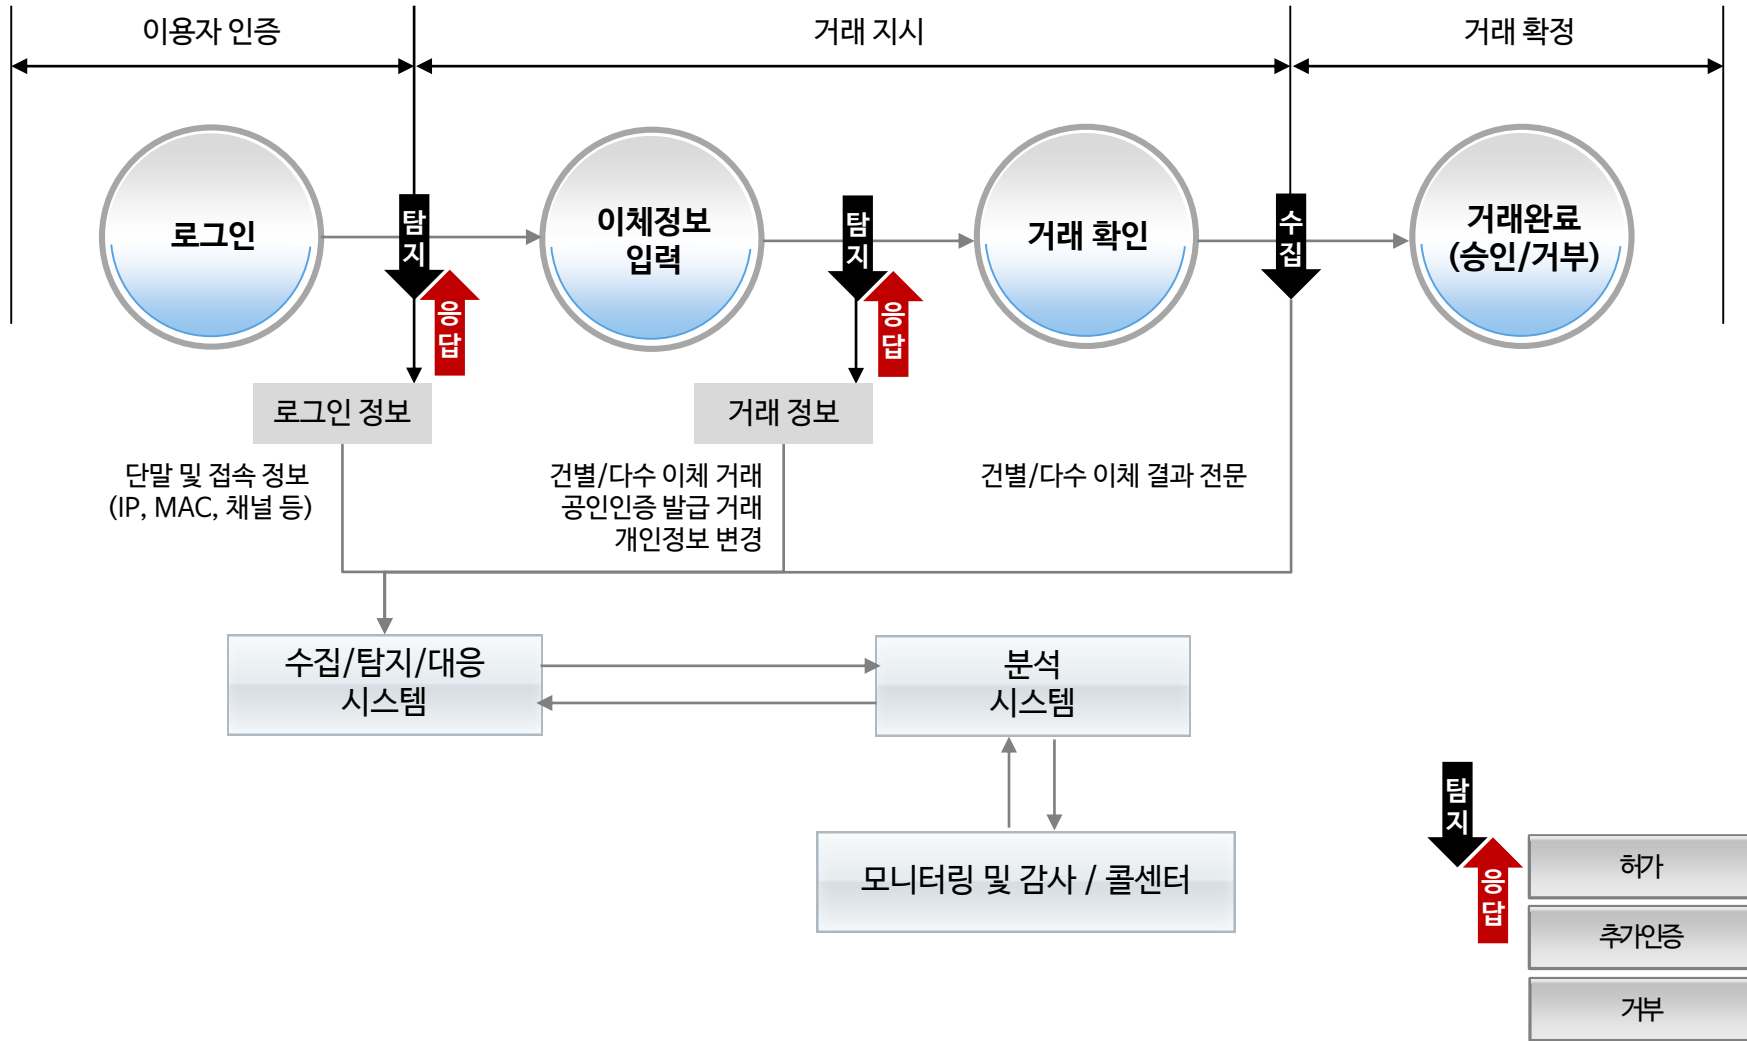 이용자 인증
거래 지시
거래 확정
로그인
탐
지
응
답
이체정보
입력
탐
지
응
답
거래 확인
수
집
거래완료
(승인/거부)
로그인 정보
거래 정보
단말 및 접속 정보
(IP, MAC, 채널 등)
건별/다수 이체 거래
공인인증 발급 거래
개인정보 변경
건별/다수 이체 결과 전문
수집/탐지/대응
시스템
분석
시스템
모니터링 및 감사 / 콜센터
탐
지
응
답
허가
추가인증
거부